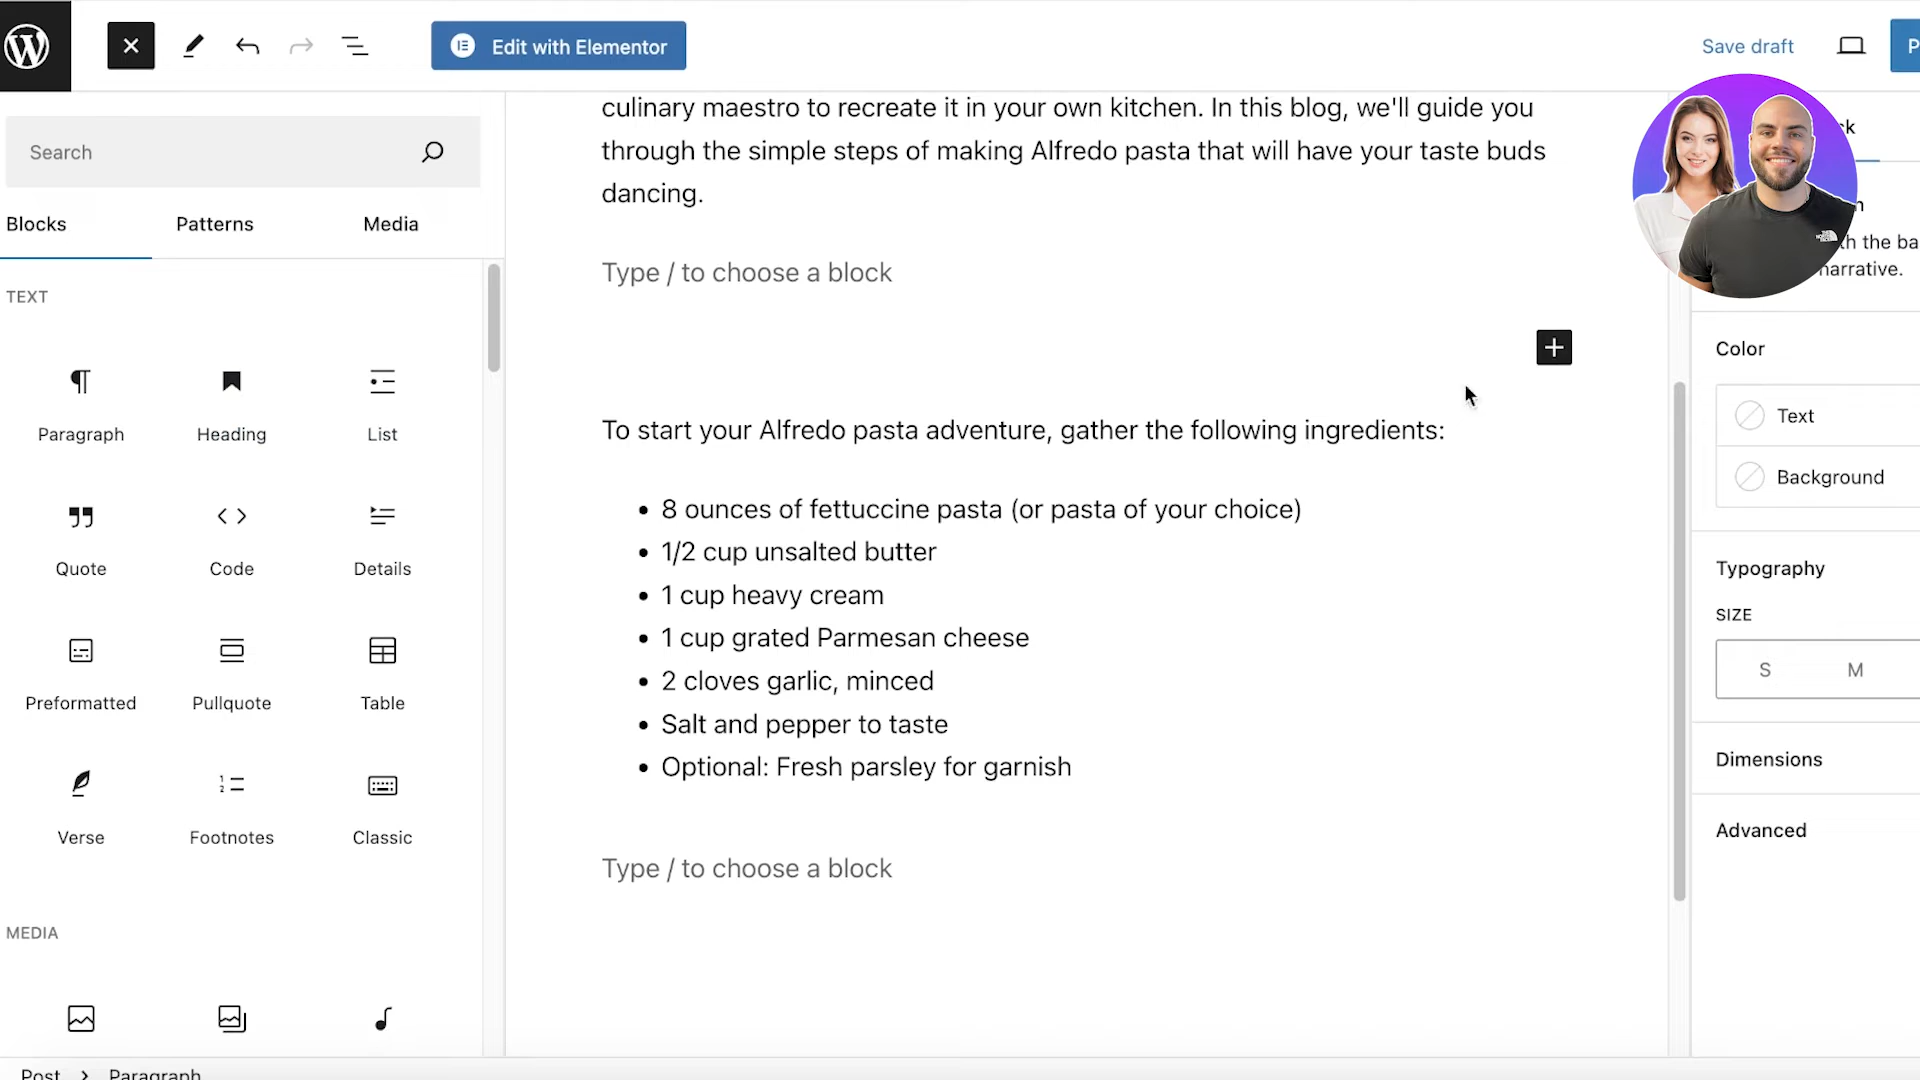 Edit with Elementor
Save draft
P
Search
Blocks
Patterns
Media
TEXT
Paragraph
Heading
List
Quote
Code
Details
Preformatted
Pullquote
Table
Verse
Footnotes
Classic
MEDIA
culinary maestro to recreate it in your own kitchen. In this blog, we'll guide you
through the simple steps of making Alfredo pasta that will have your taste buds
dancing.
Type / to choose a block
To start your Alfredo pasta adventure, gather the following ingredients:
• 8 ounces of fettuccine pasta (or pasta of your choice)
• 1/2 cup unsalted butter
• 1 cup heavy cream
• 1 cup grated Parmesan cheese
• 2 cloves garlic, minced
• Salt and pepper to taste
• Optional: Fresh parsley for garnish
Type / to choose a block
ck
h the ba
narrative.
Color
Text
Background
Typography
SIZE
S M
Dimensions
Advanced
Post > Paragraph